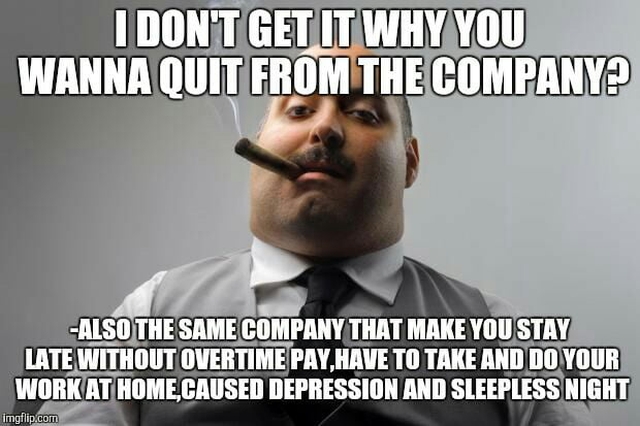 I DON'T GET IT WHY YOU
WANNA QUIT FROM THE COMPANY?
-ALSO THE SAME COMPANY THAT MAKE YOU STAY
LATE WITHOUT OVERTIME PAY,HAVE TO TAKE AND DO YOUR
WORK AT HOME,CAUSED DEPRESSION AND SLEEPLESS NIGHT
imgflip.com